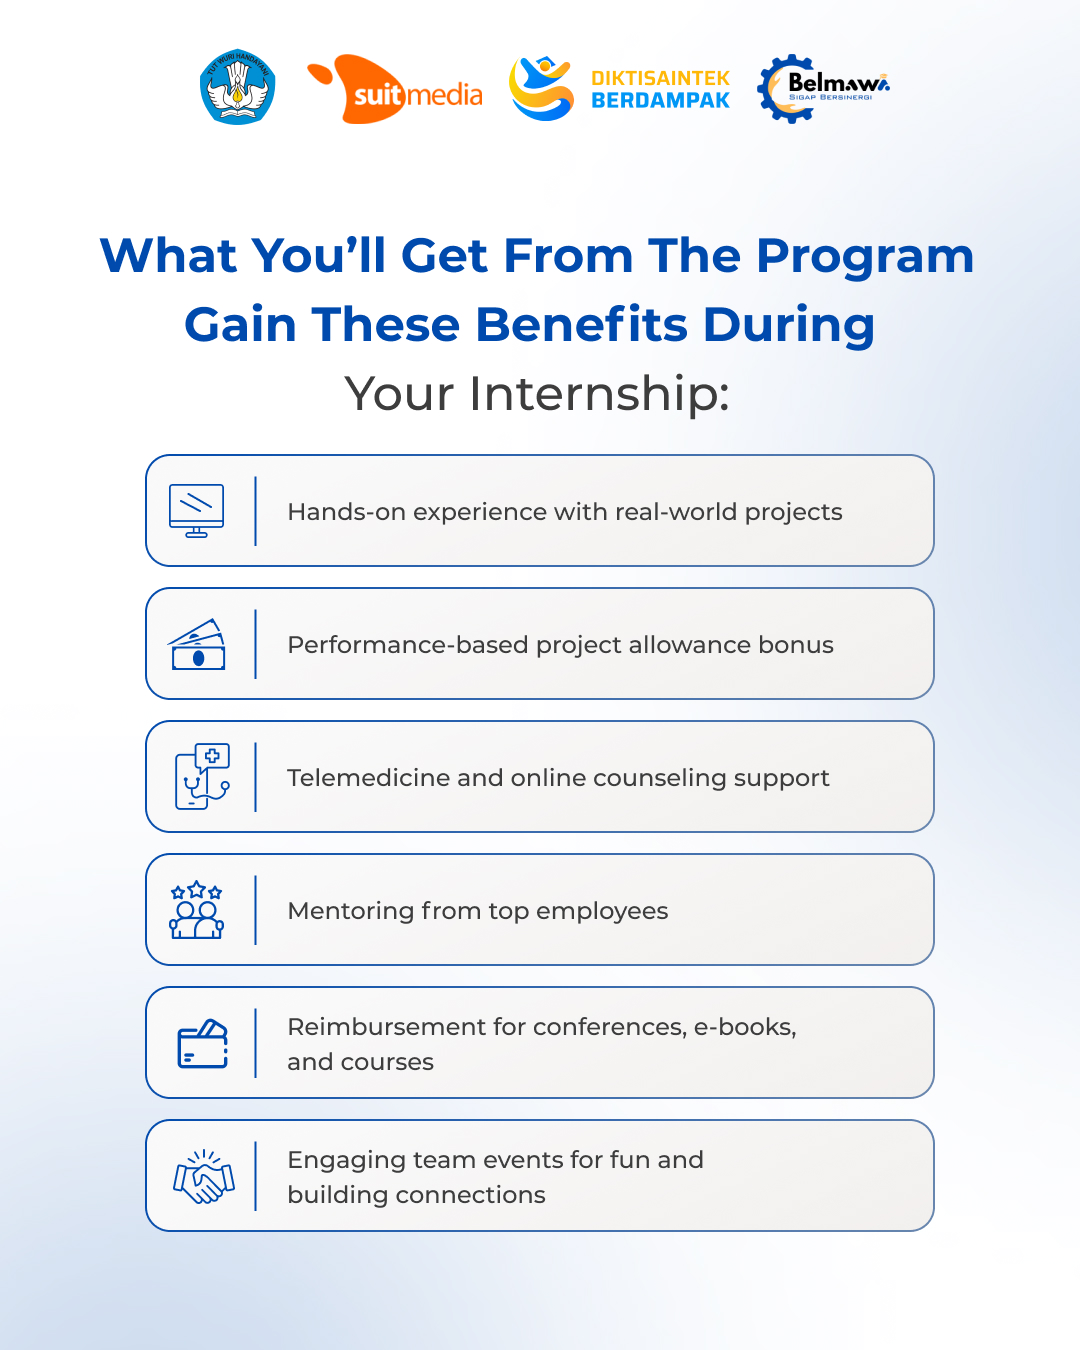 TUT WURI HANDAYANI
suitmedia
DIKTISAINTEK
BERDAMPAK
Belmawa
SIGAP BERSINERGI
What You’ll Get From The Program
Gain These Benefits During
Your Internship:
Hands-on experience with real-world projects
Performance-based project allowance bonus
Telemedicine and online counseling support
Mentoring from top employees
Reimbursement for conferences, e-books,
and courses
Engaging team events for fun and
building connections